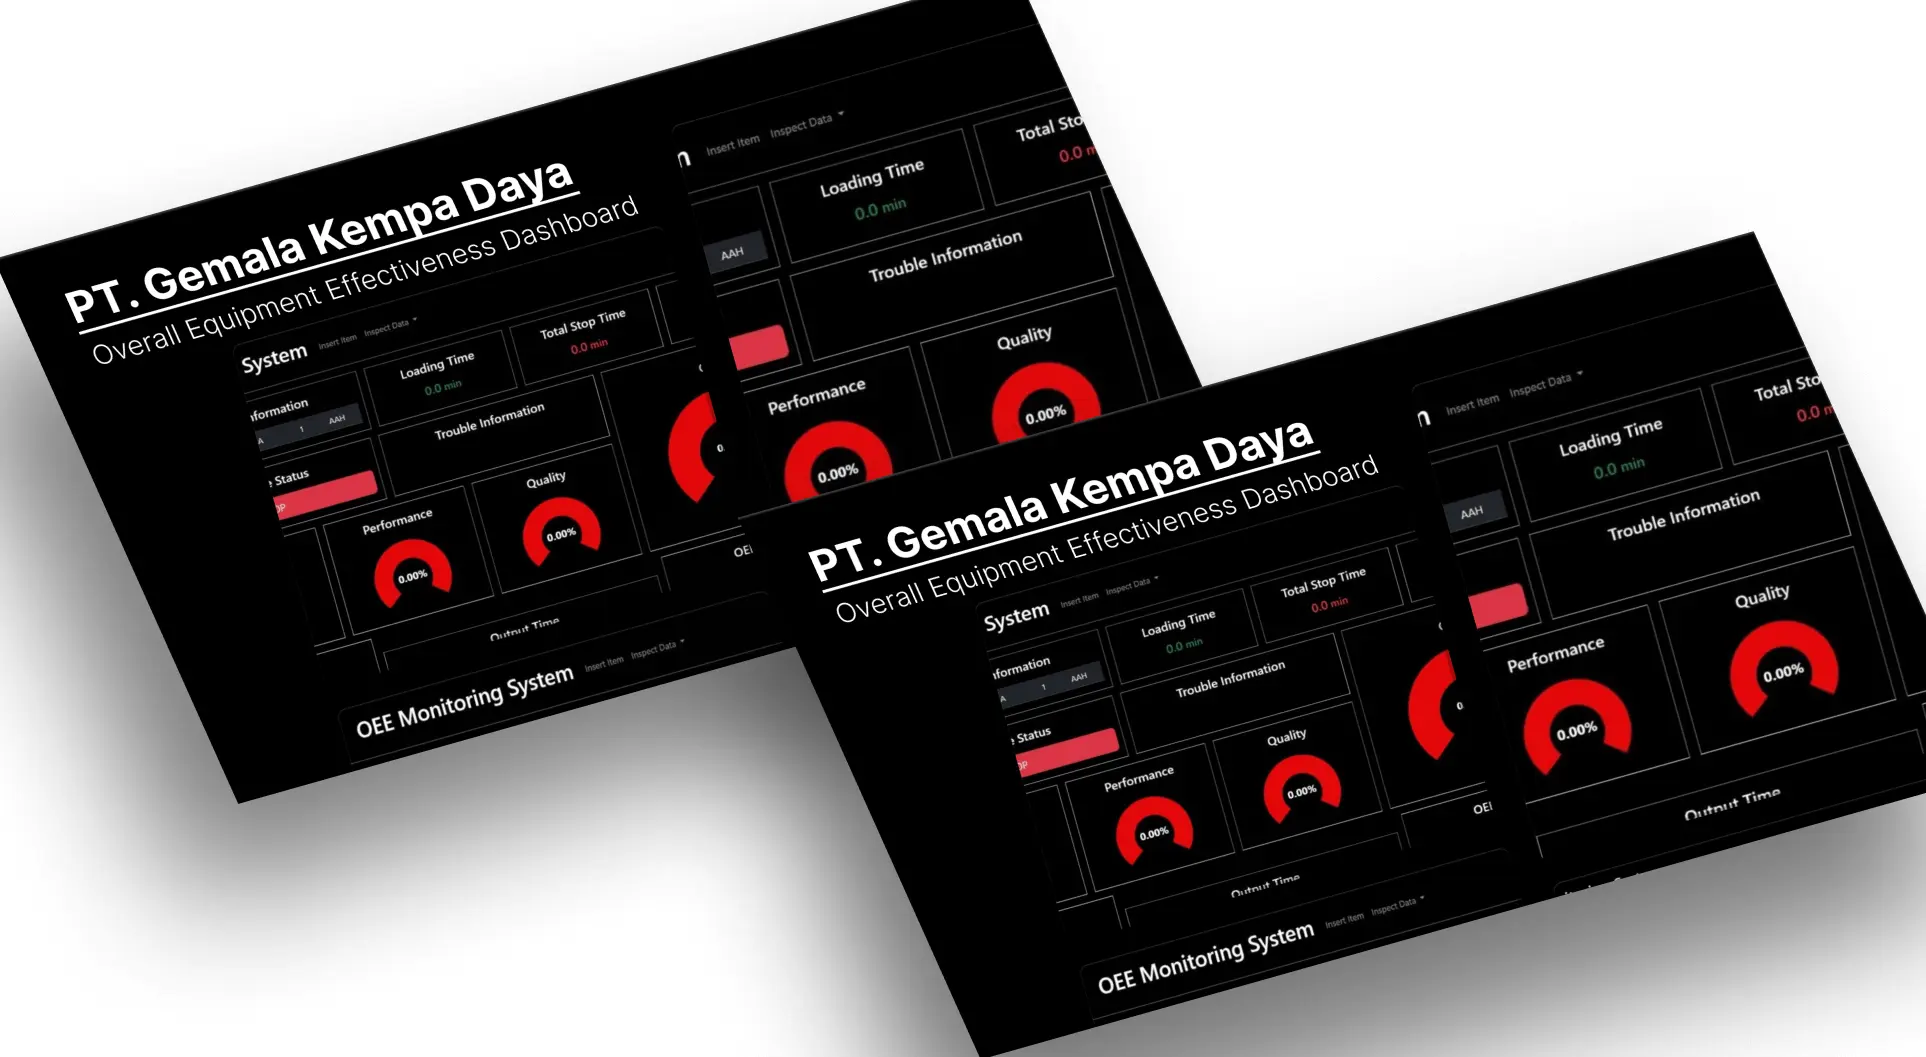 PT. Gemala Kempa Daya
Overall Equipment Effectiveness Dashboard
System Insert Item Inspect Data
Loading Time
0.0 min
Total Stop Time
0.0 min
1 AAH
Trouble Information
Status
Performance
0.00%
Quality
0.00%
Output Time
OEE Monitoring System Insert Item Inspect Data
Insert Item Inspect Data
Loading Time
0.0 min
Total
0.0
AAH
Trouble Information
Performance
0.00%
Quality
0.00%
PT. Gemala Kempa Daya
Overall Equipment Effectiveness Dashboard
System Insert Item Inspect Data
Loading Time
0.0 min
Total Stop Time
0.0 min
1 AAH
Trouble Information
Status
Performance
0.00%
Quality
0.00%
Output Time
OEE Monitoring System Insert Item Inspect Data
Insert Item Inspect Data
Loading Time
0.0 min
Total
0.0
AAH
Trouble Information
Performance
0.00%
Quality
0.00%
Output Time